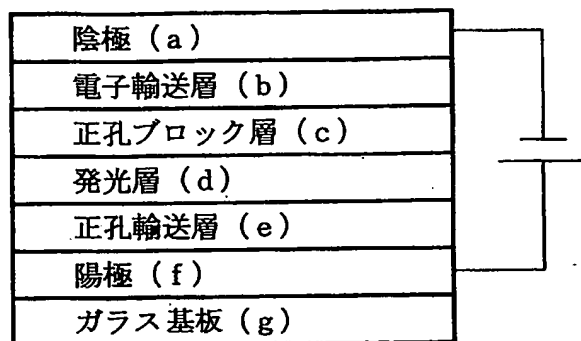 陰極（a）
電子輸送層（b）
正孔ブロック層（c）
発光層（d）
正孔輸送層（e）
陽極（f）
ガラス基板（g）